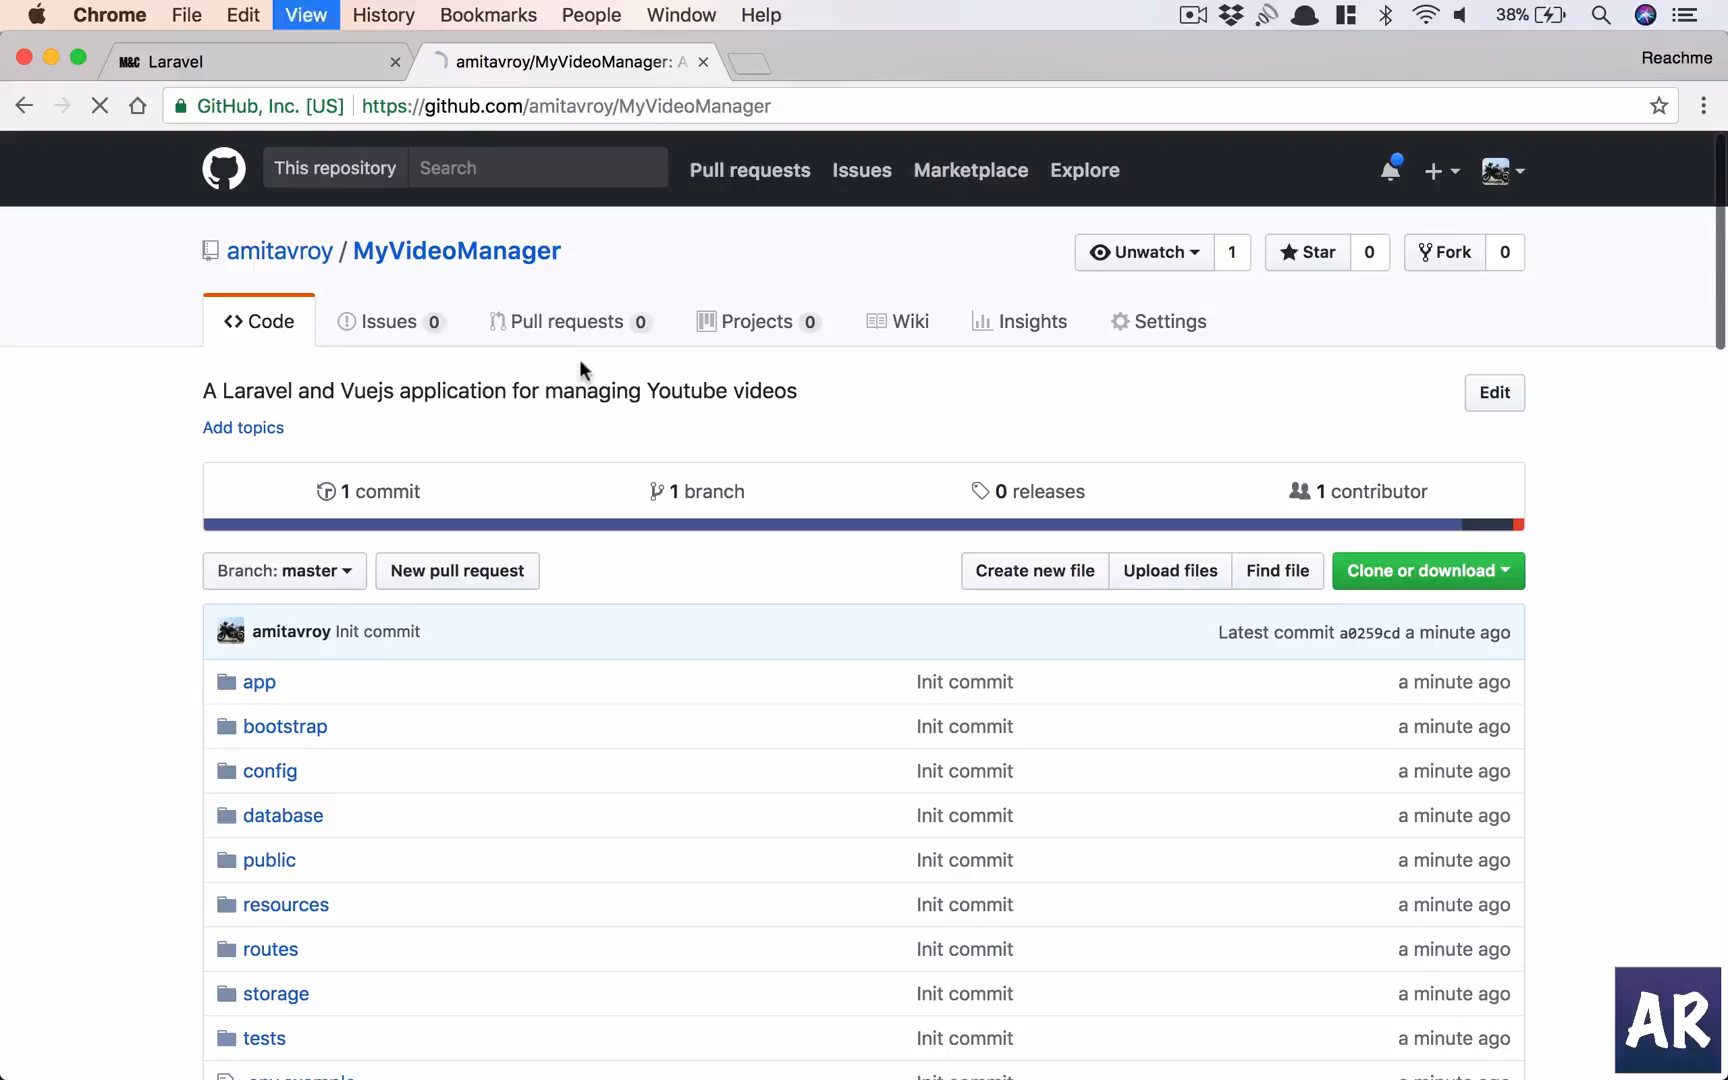 Chrome File Edit View History Bookmarks People Window Help 38%
M&C Laravel amitavroy/MyVideoManager: A Reachme
GitHub, Inc. [US] https://github.com/amitavroy/MyVideoManager
This repository Search Pull requests Issues Marketplace Explore
amitavroy / MyVideoManager Unwatch 1 Star 0 Fork 0
Code Issues 0 Pull requests 0 Projects 0 Wiki Insights Settings
A Laravel and Vuejs application for managing Youtube videos Edit
Add topics
1 commit 1 branch 0 releases 1 contributor
Branch: master New pull request Create new file Upload files Find file Clone or download
amitavroy Init commit Latest commit a0259cd a minute ago
app Init commit a minute ago
bootstrap Init commit a minute ago
config Init commit a minute ago
database Init commit a minute ago
public Init commit a minute ago
resources Init commit a minute ago
routes Init commit a minute ago
storage Init commit a minute ago
tests Init commit a minute ago
AR